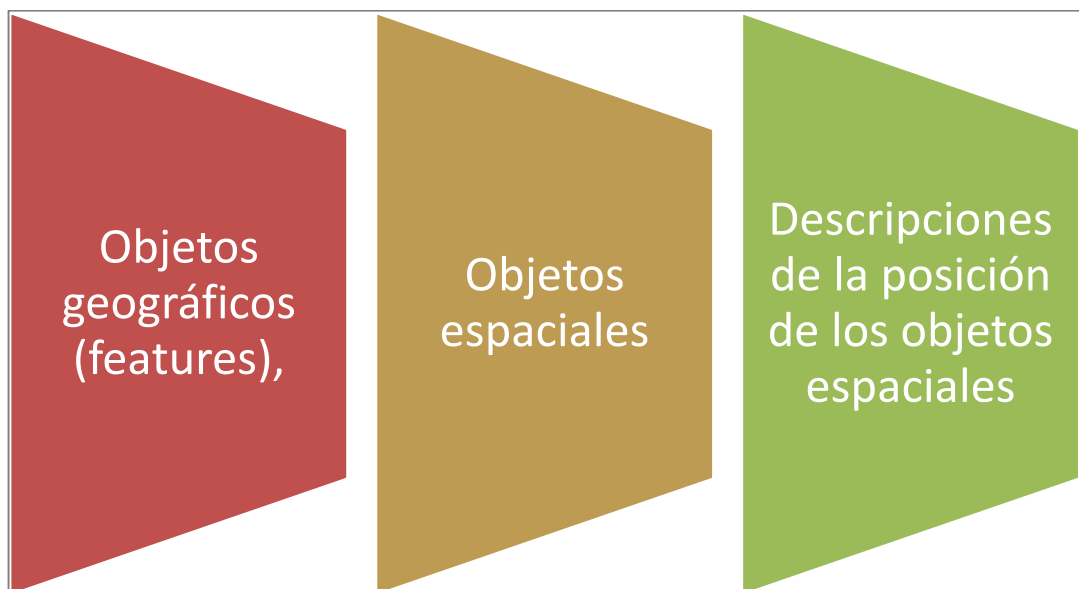 Objetos
geográficos
(features),
Objetos
espaciales
Descripciones
de la posición
de los objetos
espaciales